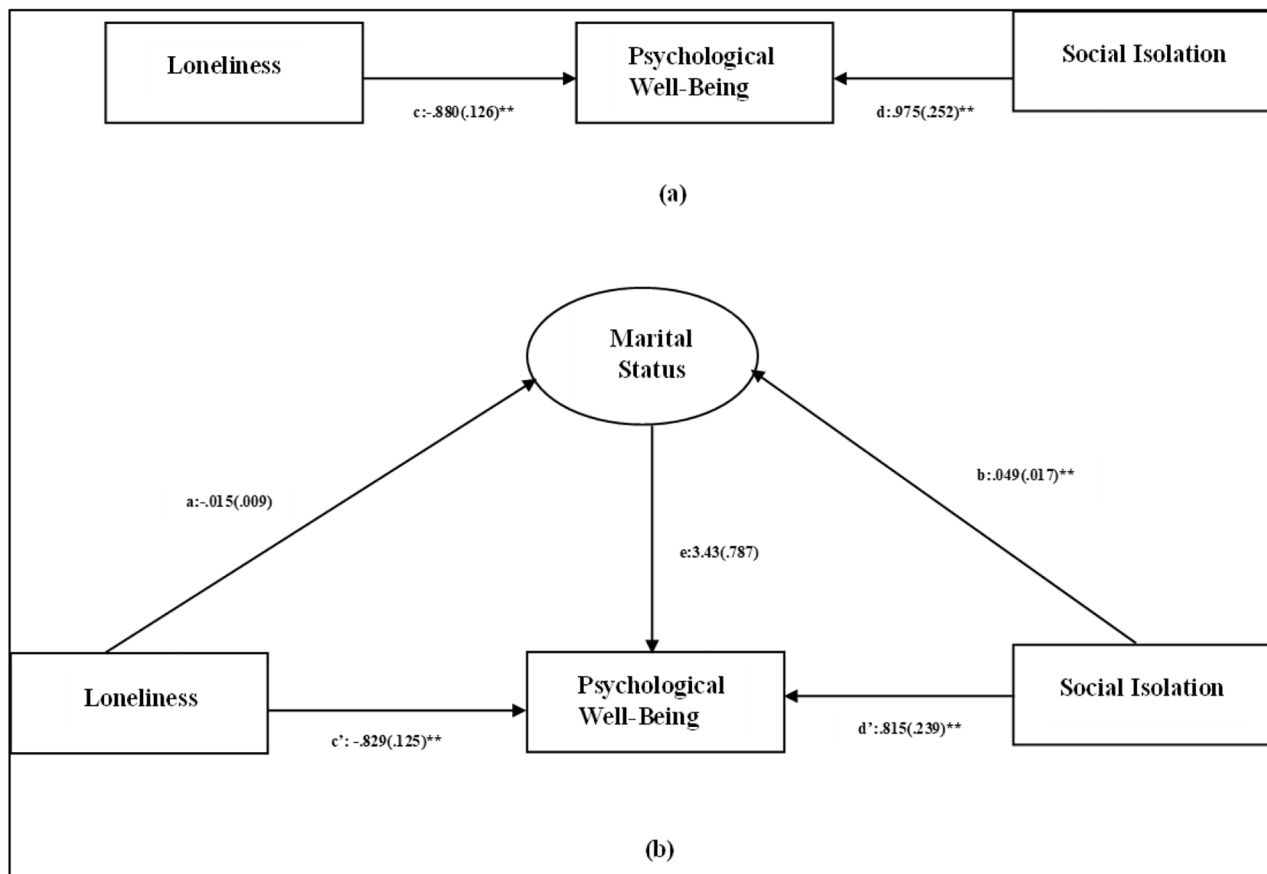 Loneliness
Psychological
Well-Being
Social Isolation
c:-.880(.126)**
d:.975(.252)**
(a)
Marital
Status
a:-.015(.009)
b:.049(.017)**
e:3.43(.787)
Loneliness
Psychological
Well-Being
Social Isolation
c’: -.829(.125)**
d’:.815(.239)**
(b)